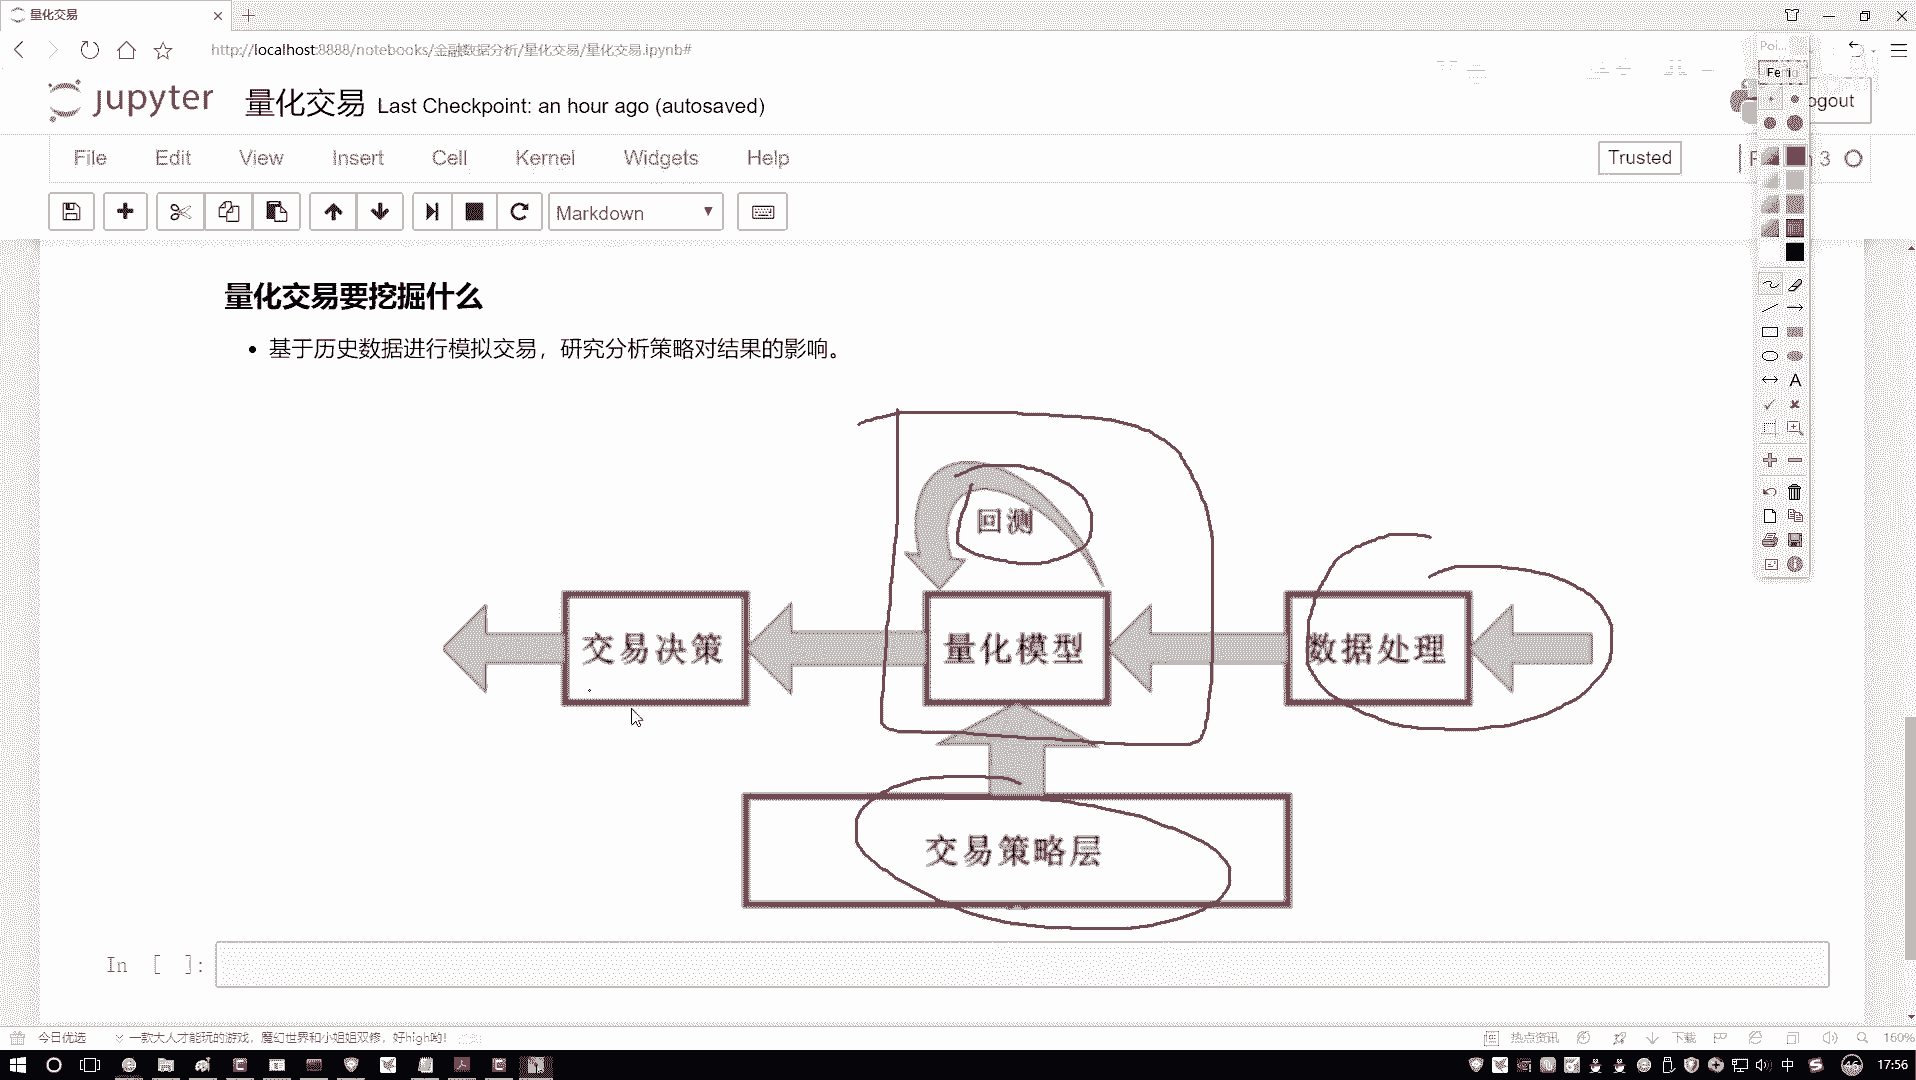 量化交易
http://localhost:8888/notebooks/金融数据分析/量化交易/量化交易.ipynb#
jupyter 量化交易 Last Checkpoint: an hour ago (autosaved)
ogout
File Edit View Insert Cell Kernel Widgets Help
Trusted
3
Markdown
A
量化交易要挖掘什么
基于历史数据进行模拟交易，研究分析策略对结果的影响。
回测
交易决策
量化模型
数据处理
交易策略层
In [ ]:
今日优选
一款大人才能玩的游戏，魔幻世界和小姐姐双修，好high哟！
热点资讯
下载
150%
中
46
17:56